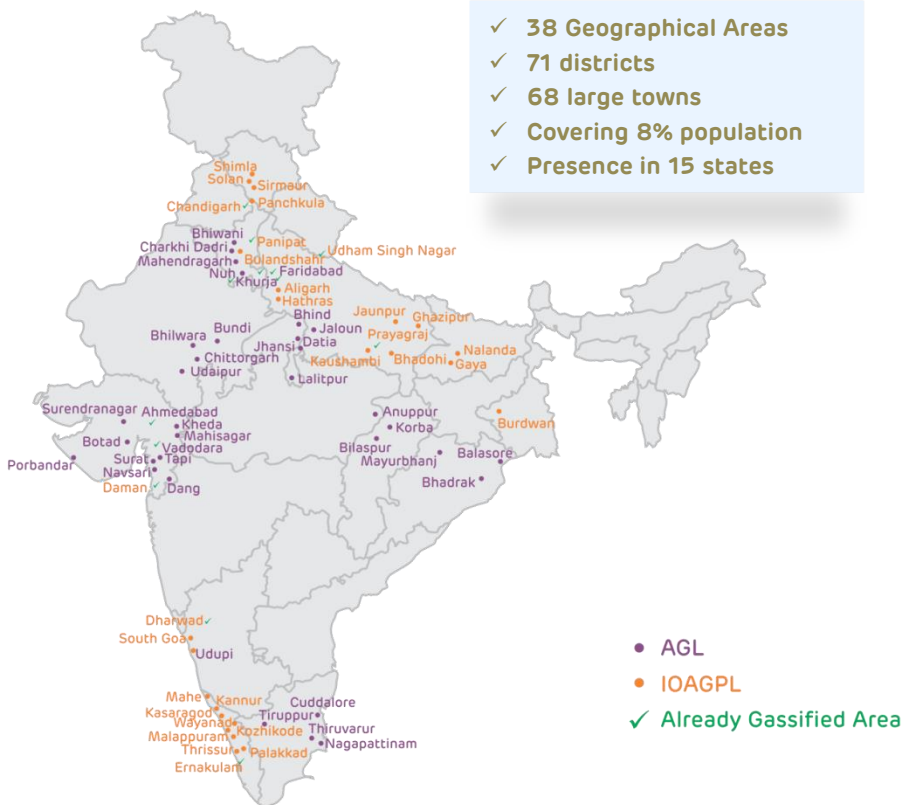 ✓ 38 Geographical Areas
✓ 71 districts
✓ 68 large towns
✓ Covering 8% population
✓ Presence in 15 states
Shimla
Solan
Sirmaur
Chandigarh
Panchkula
Bhiwani
Panipat
Charkhi Dadri
Udham Singh Nagar
Mahendragarh
Bulandshahr
Nuh
Faridabad
Khurja
Aligarh
Hathras
Bhind
Jaunpur
Ghazipur
Bhilwara
Bundi
Jaloun
Prayagraj
Jhansi
Datia
Nalanda
Chittorgarh
Kaushambi
Bhadohi
Gaya
Udaipur
Lalitpur
Surendranagar
Ahmedabad
Anuppur
Kheda
Korba
Burdwan
Botad
Mahisagar
Vadodara
Bilaspur
Balasore
Porbandar
Surat
Tapi
Mayurbhanj
Navsari
Daman
Dang
Bhadrak
Dharwad
South Goa
Udupi
• AGL
• IOAGPL
✓ Already Gassified Area
Mahe
Kannur
Cuddalore
Kasaragod
Tiruppur
Wayanad
Kozhikode
Thiruvarur
Malappuram
Nagapattinam
Thrissur
Palakkad
Ernakulam